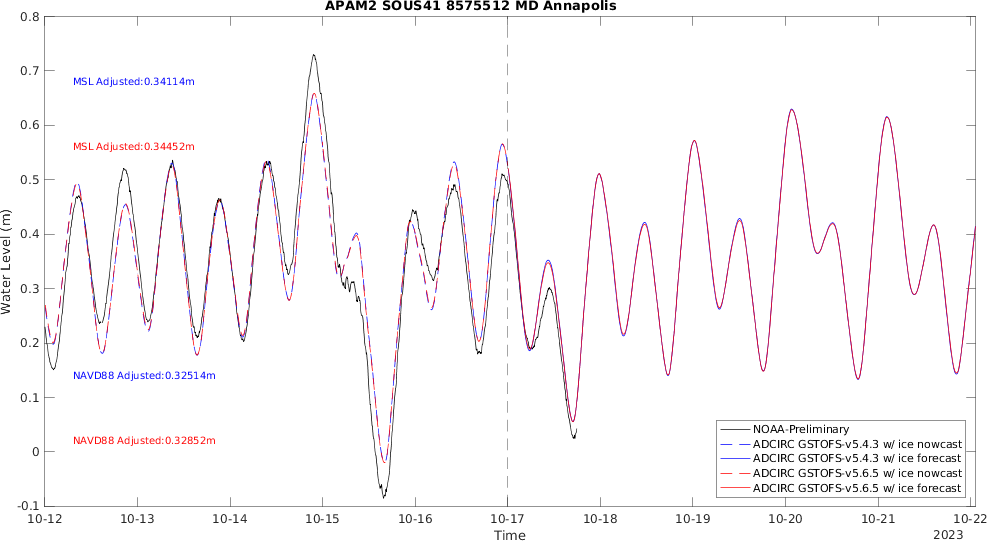 APAM2 SOUS41 8575512 MD Annapolis
0.8
0.7
0.6
0.5
0.4
0.3
0.2
0.1
0
-0.1
Water Level (m)
MSL Adjusted:0.34114m
MSL Adjusted:0.34452m
NAVD88 Adjusted:0.32514m
NAVD88 Adjusted:0.32852m
NOAA-Preliminary
ADCIRC GSTOFS-v5.4.3 w/ ice nowcast
ADCIRC GSTOFS-v5.4.3 w/ ice forecast
ADCIRC GSTOFS-v5.6.5 w/ ice nowcast
ADCIRC GSTOFS-v5.6.5 w/ ice forecast
10-12 10-13 10-14 10-15 10-16 10-17 10-18 10-19 10-20 10-21 10-22
Time
2023